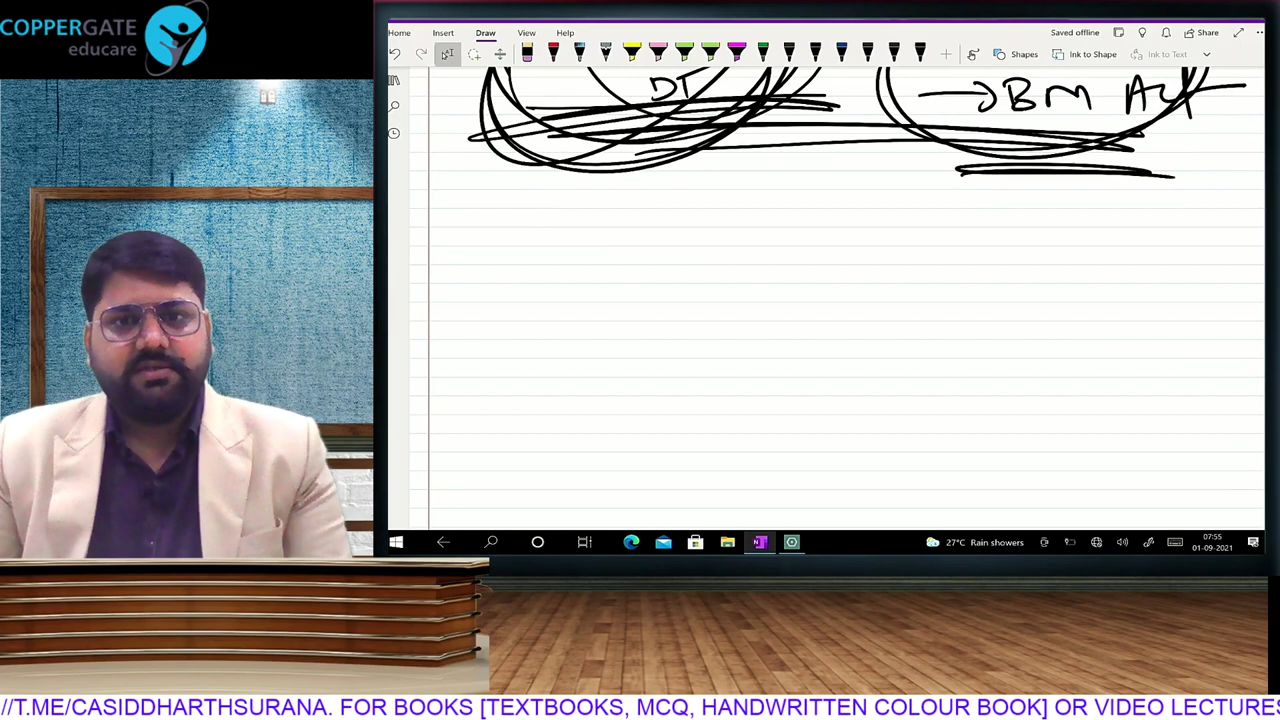 COPPERGATE
educare
Home Insert Draw View Help
Saved offline
Share
Shapes
Ink to Shape
Ink to Text
DT
→ BM Act
27°C Rain showers
07:55
01-09-2021
//T.ME/CASIDDHARTHSURANA. FOR BOOKS [TEXTBOOKS, MCQ, HANDWRITTEN COLOUR BOOK] OR VIDEO LECTURES